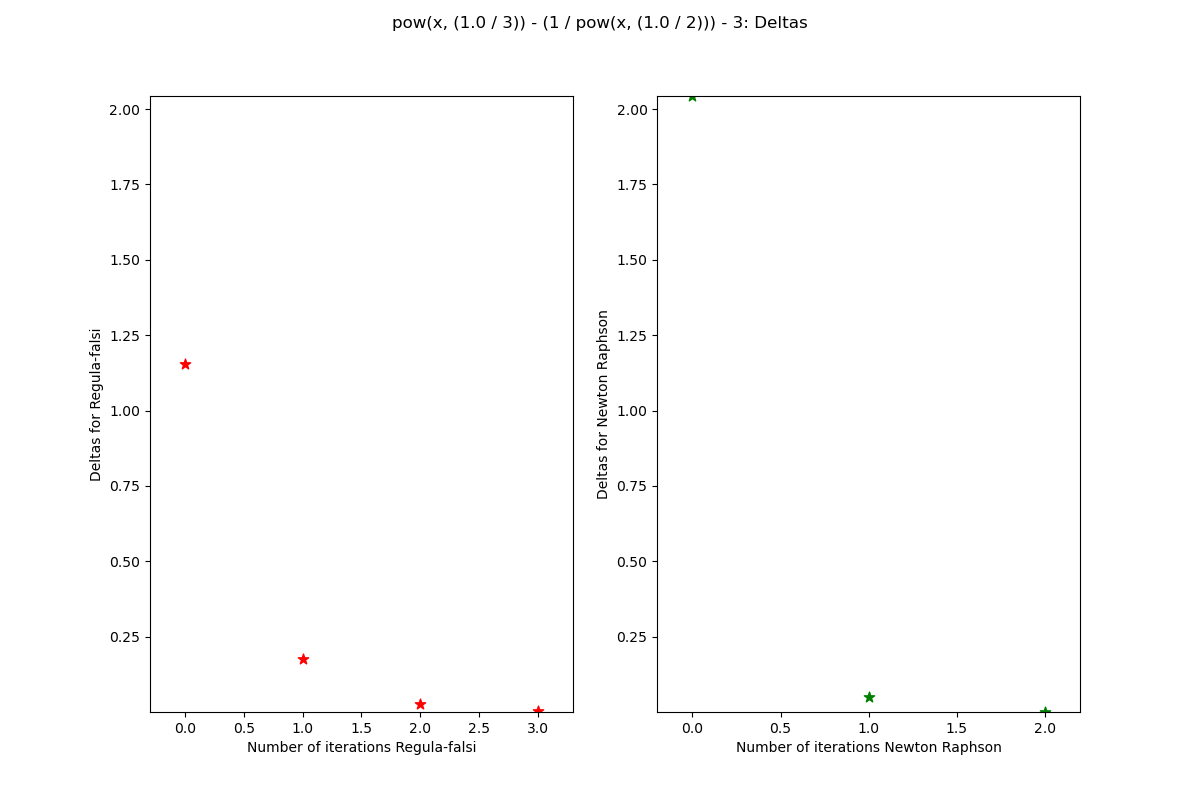 pow(x, (1.0 / 3)) - (1 / pow(x, (1.0 / 2))) - 3: Deltas
Deltas for Regula-falsi
2.00
1.75
1.50
1.25
1.00
0.75
0.50
0.25
0.0 0.5 1.0 1.5 2.0 2.5 3.0
Number of iterations Regula-falsi
Deltas for Newton Raphson
2.00
1.75
1.50
1.25
1.00
0.75
0.50
0.25
0.0 0.5 1.0 1.5 2.0
Number of iterations Newton Raphson